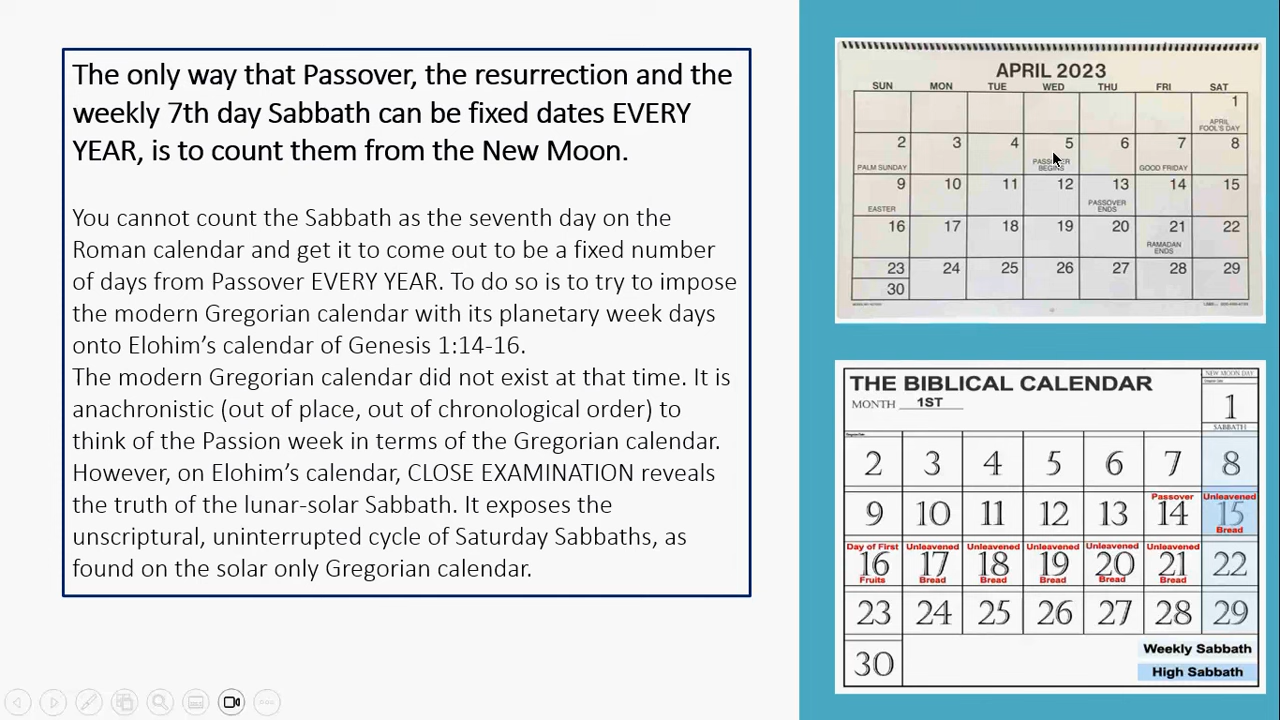 The only way that Passover, the resurrection and the
weekly 7th day Sabbath can be fixed dates EVERY
YEAR, is to count them from the New Moon.
You cannot count the Sabbath as the seventh day on the
Roman calendar and get it to come out to be a fixed number
of days from Passover EVERY YEAR. To do so is to try to impose
the modern Gregorian calendar with its planetary week days
onto Elohim’s calendar of Genesis 1:14-16.
The modern Gregorian calendar did not exist at that time. It is
anachronistic (out of place, out of chronological order) to
think of the Passion week in terms of the Gregorian calendar.
However, on Elohim’s calendar, CLOSE EXAMINATION reveals
the truth of the lunar-solar Sabbath. It exposes the
unscriptural, uninterrupted cycle of Saturday Sabbaths, as
found on the solar only Gregorian calendar.
APRIL 2023
SUN MON TUE WED THU FRI SAT
1
APRIL
FOOL'S DAY
2 3 4 5 6 7 8
PALM SUNDAY PASSOVER BEGINS GOOD FRIDAY
9 10 11 12 13 14 15
EASTER PASSOVER ENDS
16 17 18 19 20 21 22
RAMADAN ENDS
23 24 25 26 27 28 29
30
THE BIBLICAL CALENDAR
MONTH 1ST
NEW MOON DAY
1
SABBATH
2 3 4 5 6 7 8
Passover Unleavened
9 10 11 12 13 14 15
Bread
Day of First Unleavened Unleavened Unleavened Unleavened Unleavened
16 17 18 19 20 21 22
Fruits Bread Bread Bread Bread Bread
23 24 25 26 27 28 29
30
Weekly Sabbath
High Sabbath